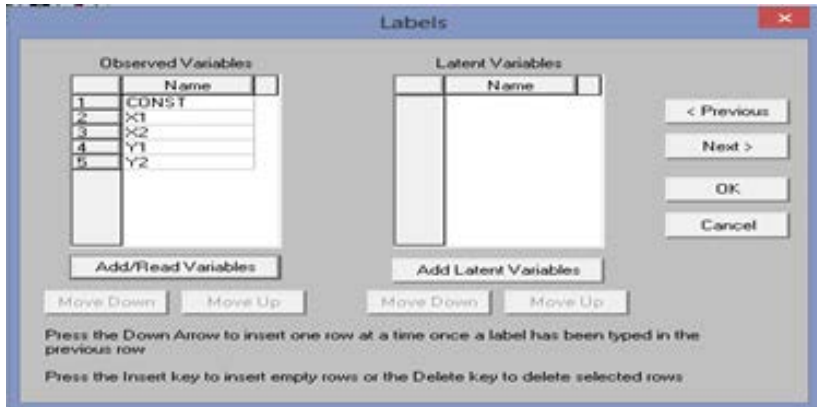 Labels
Observed Variables
Name
1 CONST
2 X1
3 X2
4 Y1
5 Y2
Add/Read Variables
Move Down Move Up
Latent Variables
Name
Add Latent Variables
Move Down Move Up
< Previous
Next >
OK
Cancel
Press the Down Arrow to insert one row at a time once a label has been typed in the
previous row
Press the Insert key to insert empty rows or the Delete key to delete selected rows